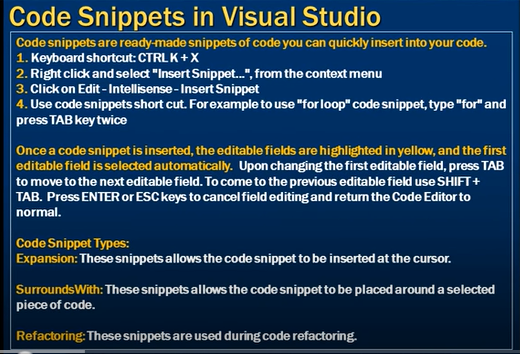 Code Snippets in Visual Studio
Code snippets are ready-made snippets of code you can quickly insert into your code.
1. Keyboard shortcut: CTRL K + X
2. Right click and select "Insert Snippet...", from the context menu
3. Click on Edit - Intellisense - Insert Snippet
4. Use code snippets short cut. For example to use "for loop" code snippet, type "for" and
press TAB key twice
Once a code snippet is inserted, the editable fields are highlighted in yellow, and the first
editable field is selected automatically. Upon changing the first editable field, press TAB
to move to the next editable field. To come to the previous editable field use SHIFT +
TAB. Press ENTER or ESC keys to cancel field editing and return the Code Editor to
normal.
Code Snippet Types:
Expansion: These snippets allows the code snippet to be inserted at the cursor.
SurroundsWith: These snippets allows the code snippet to be placed around a selected
piece of code.
Refactoring: These snippets are used during code refactoring.